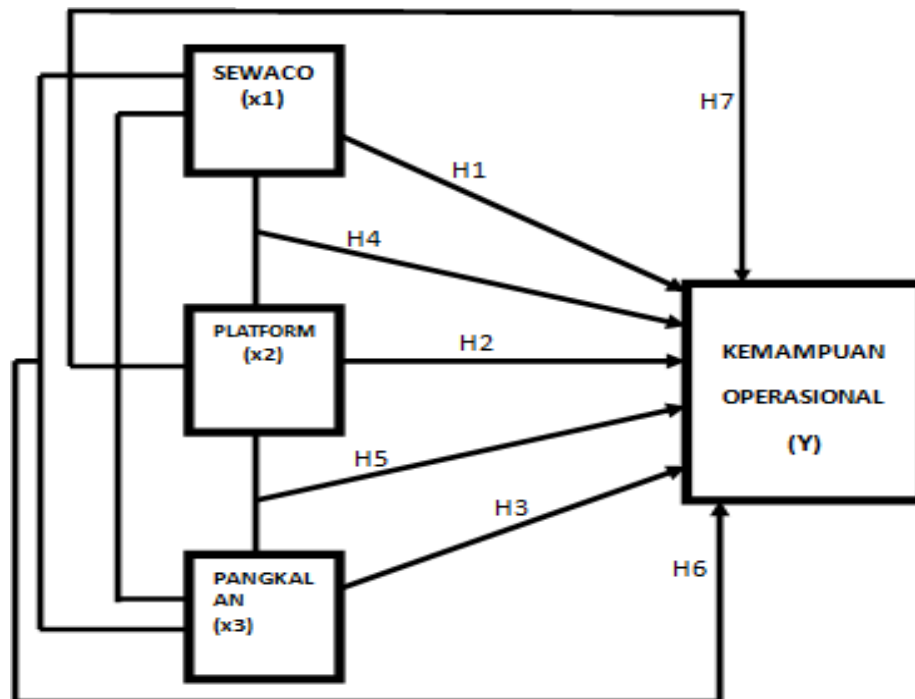 SEWACO
(x1)
H7
H1
H4
PLATFORM
(x2)
H2
KEMAMPUAN
OPERASIONAL
(Y)
H5
H3
PANGKAL
AN
(x3)
H6